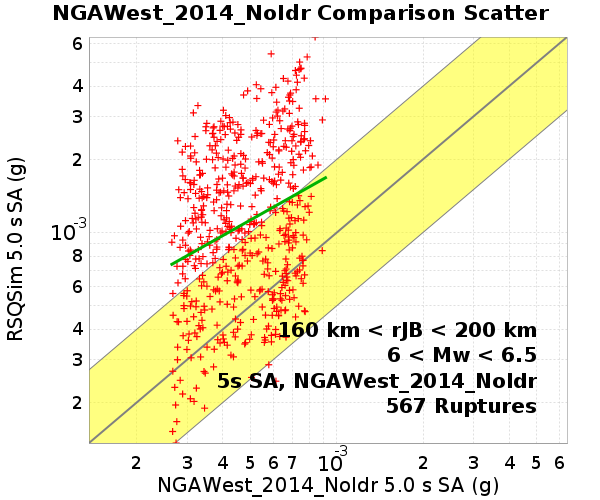 NGAWest_2014_NoIdr Comparison Scatter
6
4
3
2
10-3
8
6
4
3
2
RSQSim 5.0 s SA (g)
160 km < rJB < 200 km
6 < Mw < 6.5
5s SA, NGAWest_2014_NoIdr
567 Ruptures
2 3 4 5 6 7 10-3 2 3 4 5 6
NGAWest_2014_NoIdr 5.0 s SA (g)